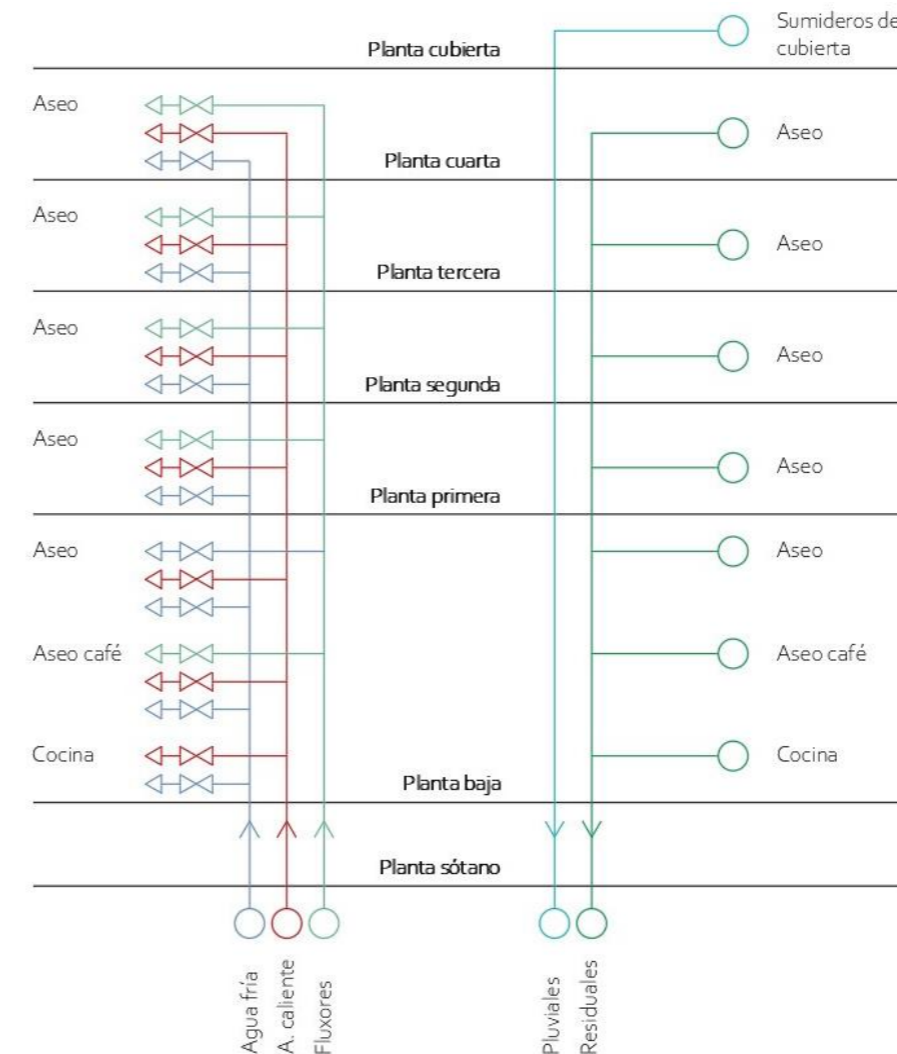 Sumideros de
cubierta
Planta cubierta
Aseo
Aseo
Planta cuarta
Aseo
Aseo
Planta tercera
Aseo
Aseo
Planta segunda
Aseo
Aseo
Planta primera
Aseo
Aseo
Aseo café
Aseo café
Cocina
Cocina
Planta baja
Planta sótano
Agua fría
A. caliente
Fluxores
Pluviales
Residuales